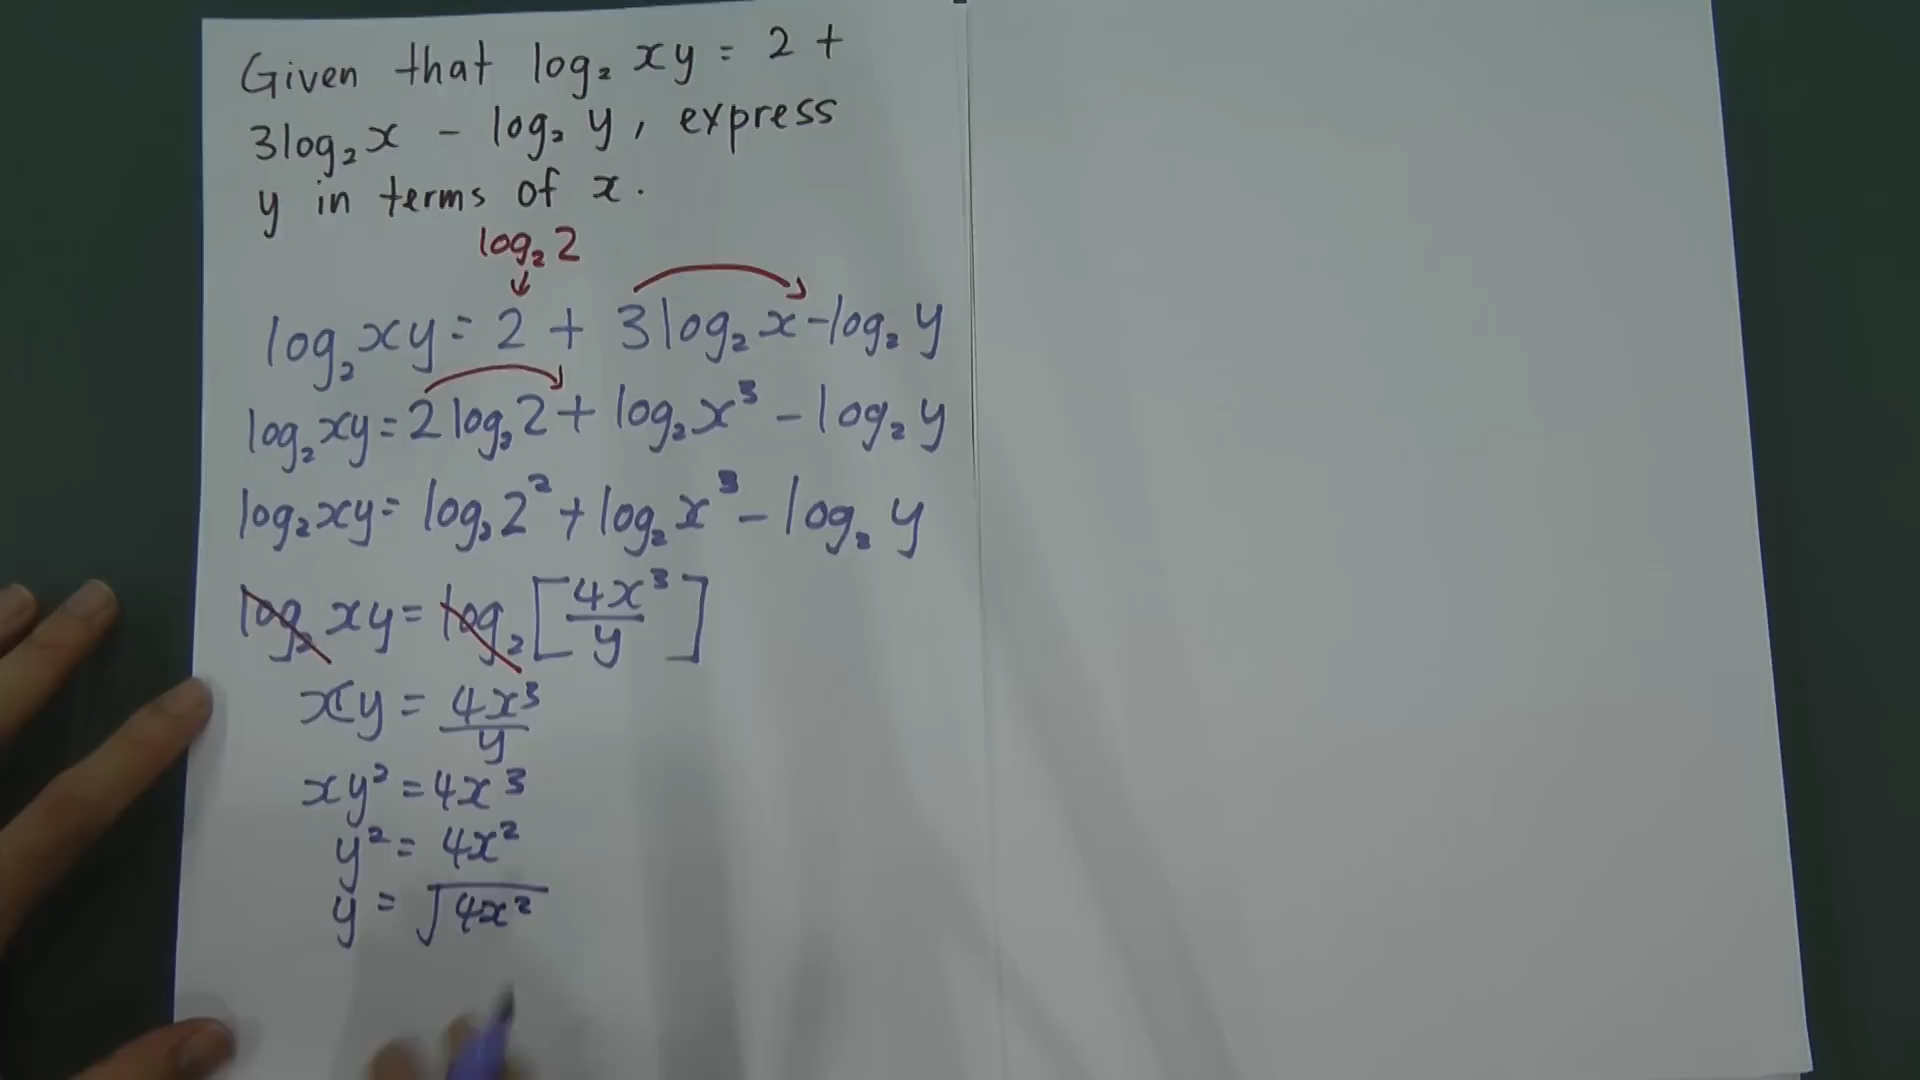 Given that log₂ xy = 2 +
3log₂x - log₂ y, express
y in terms of x.
log₂ 2
log₂ xy = 2 + 3log₂ x - log₂ y
log₂ xy = 2 log₂ 2 + log₂ x³ - log₂ y
log₂ xy = log₂ 2² + log₂ x³ - log₂ y
log₂ xy = log₂ [4x³/y]
xy = 4x³/y
xy² = 4x³
y² = 4x²
y = √4x²